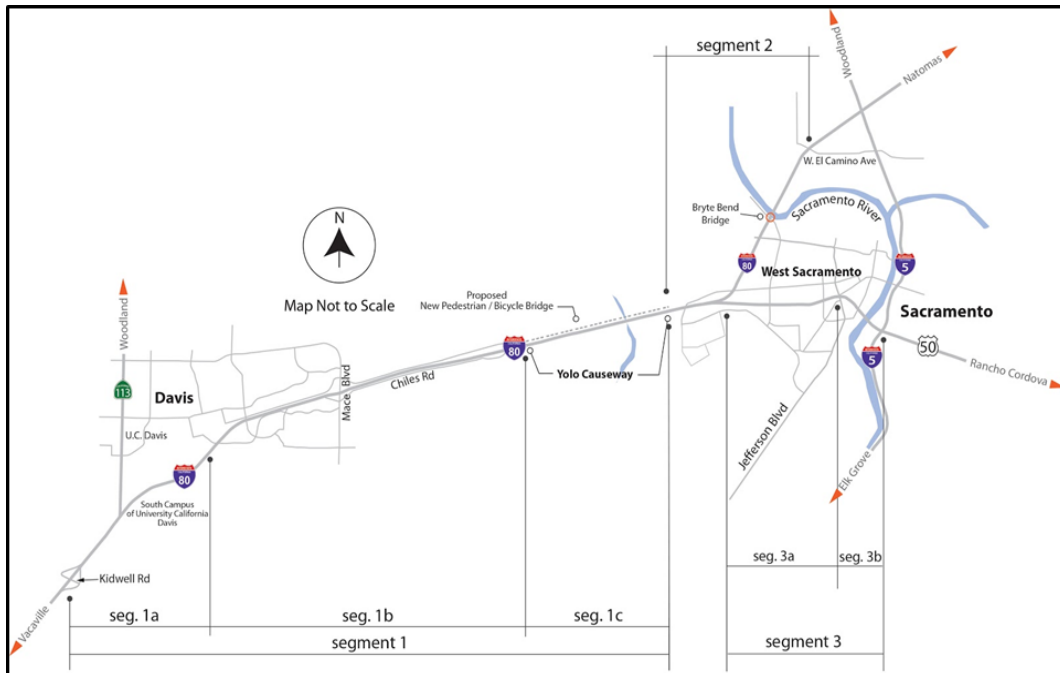 segment 2
Woodland
Natomas
W. El Camino Ave
Bryte Bend
Bridge
Sacramento River
N
Map Not to Scale
80
West Sacramento
5
Sacramento
Proposed
New Pedestrian / Bicycle Bridge
Woodland
80
Yolo Causeway
5
50
Rancho Cordova
Chiles Rd
Mace. Blvd
113
Davis
U.C. Davis
80
Jefferson Blvd
Elk Grove
South Campus
of University California
Davis
Kidwell Rd
Vacaville
seg. 3a
seg. 3b
seg. 1a
seg. 1b
seg. 1c
segment 1
segment 3